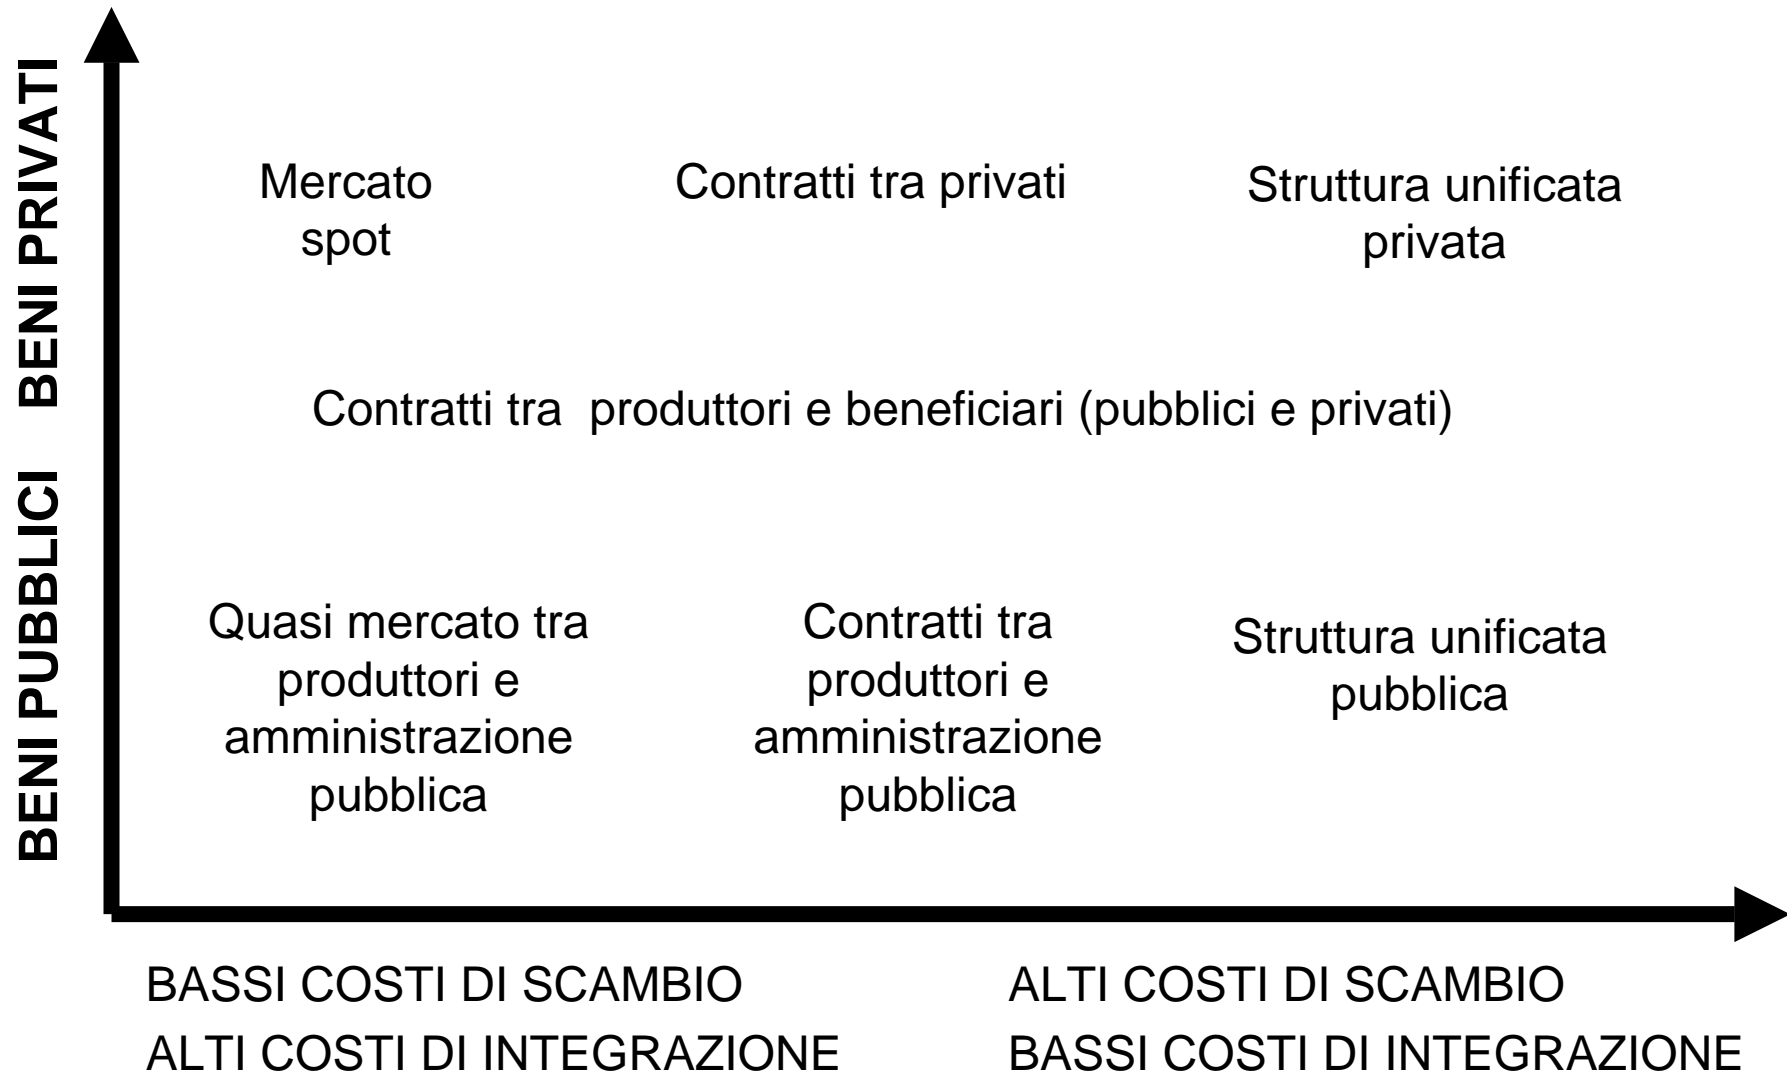 BENI PRIVATI
Mercato
spot
Contratti tra privati
Struttura unificata
privata
Contratti tra  produttori e beneficiari (pubblici e privati)
BENI PUBBLICI
Quasi mercato tra
produttori e
amministrazione
pubblica
Contratti tra
produttori e
amministrazione
pubblica
Struttura unificata
pubblica
BASSI COSTI DI SCAMBIO
ALTI COSTI DI INTEGRAZIONE
ALTI COSTI DI SCAMBIO
BASSI COSTI DI INTEGRAZIONE